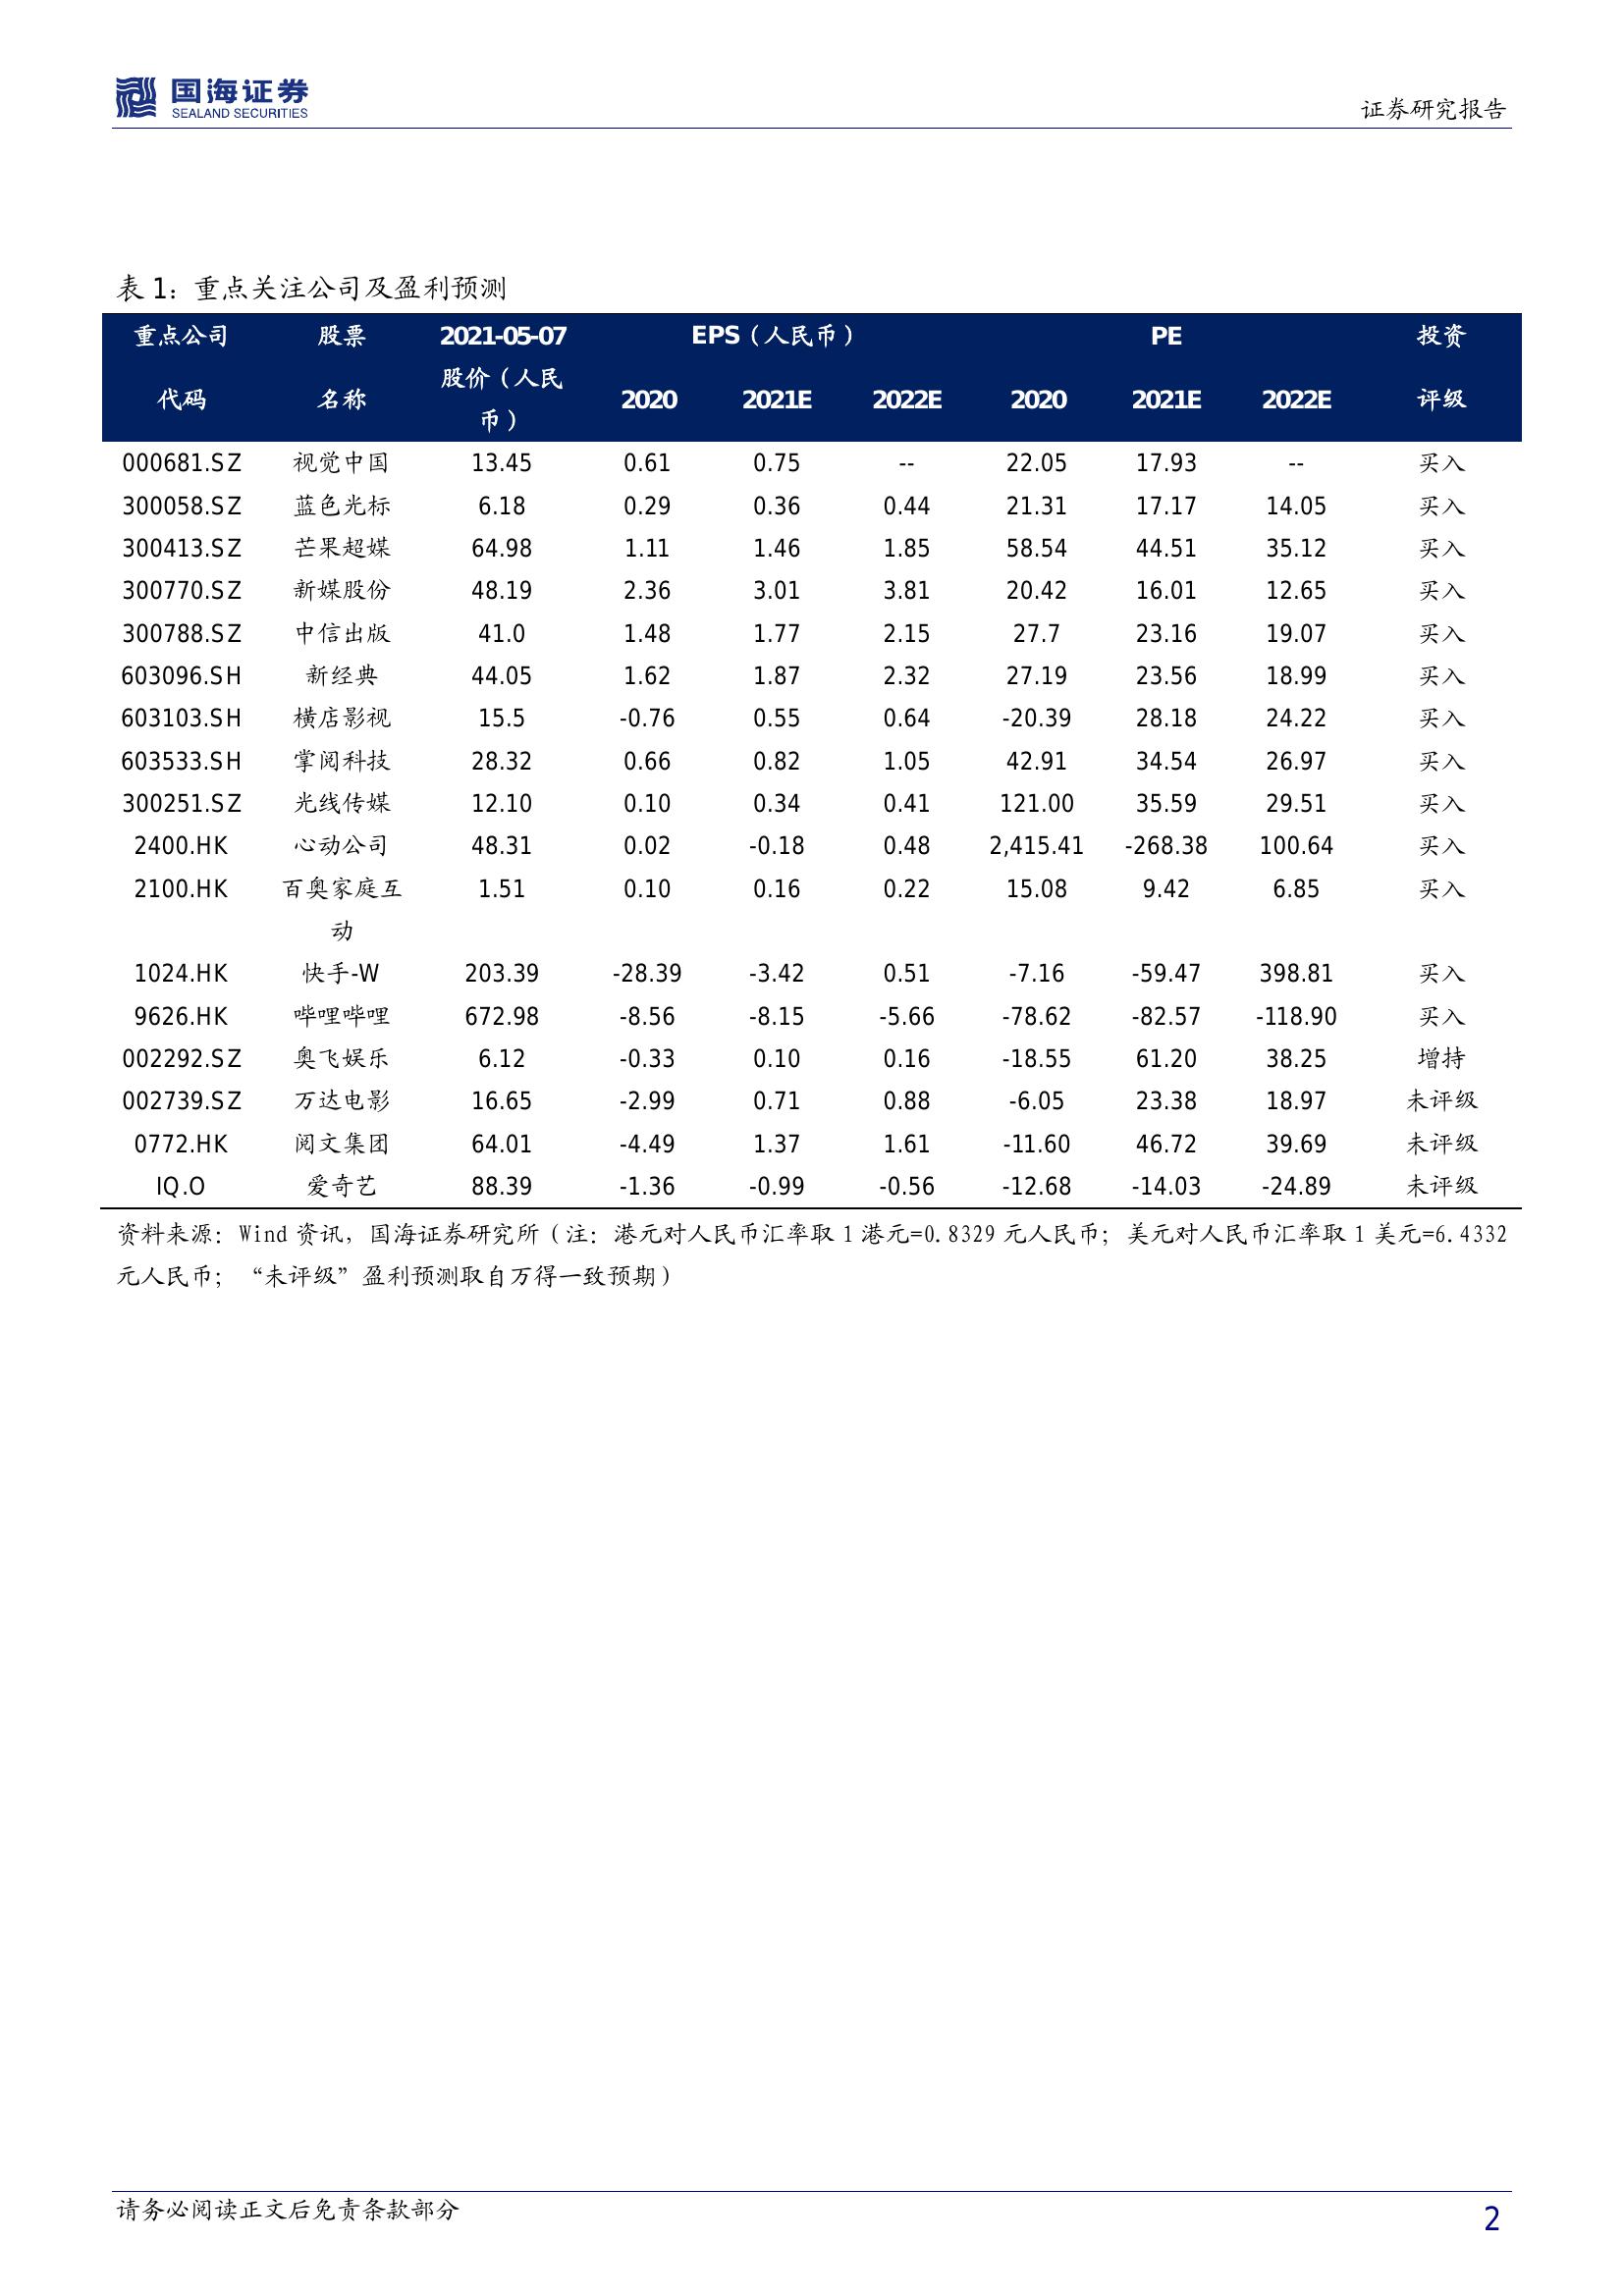 国海证券
SEALAND SECURITIES
证券研究报告
表 1：重点关注公司及盈利预测
重点公司 股票 2021-05-07 EPS（人民币） PE 投资
代码 名称 股价（人民币） 2020 2021E 2022E 2020 2021E 2022E 评级
000681.SZ 视觉中国 13.45 0.61 0.75 -- 22.05 17.93 -- 买入
300058.SZ 蓝色光标 6.18 0.29 0.36 0.44 21.31 17.17 14.05 买入
300413.SZ 芒果超媒 64.98 1.11 1.46 1.85 58.54 44.51 35.12 买入
300770.SZ 新媒股份 48.19 2.36 3.01 3.81 20.42 16.01 12.65 买入
300788.SZ 中信出版 41.0 1.48 1.77 2.15 27.7 23.16 19.07 买入
603096.SH 新经典 44.05 1.62 1.87 2.32 27.19 23.56 18.99 买入
603103.SH 横店影视 15.5 -0.76 0.55 0.64 -20.39 28.18 24.22 买入
603533.SH 掌阅科技 28.32 0.66 0.82 1.05 42.91 34.54 26.97 买入
300251.SZ 光线传媒 12.10 0.10 0.34 0.41 121.00 35.59 29.51 买入
2400.HK 心动公司 48.31 0.02 -0.18 0.48 2,415.41 -268.38 100.64 买入
2100.HK 百奥家庭互动 1.51 0.10 0.16 0.22 15.08 9.42 6.85 买入
1024.HK 快手-W 203.39 -28.39 -3.42 0.51 -7.16 -59.47 398.81 买入
9626.HK 哔哩哔哩 672.98 -8.56 -8.15 -5.66 -78.62 -82.57 -118.90 买入
002292.SZ 奥飞娱乐 6.12 -0.33 0.10 0.16 -18.55 61.20 38.25 增持
002739.SZ 万达电影 16.65 -2.99 0.71 0.88 -6.05 23.38 18.97 未评级
0772.HK 阅文集团 64.01 -4.49 1.37 1.61 -11.60 46.72 39.69 未评级
IQ.O 爱奇艺 88.39 -1.36 -0.99 -0.56 -12.68 -14.03 -24.89 未评级
资料来源：Wind 资讯，国海证券研究所（注：港元对人民币汇率取 1 港元=0.8329 元人民币；美元对人民币汇率取 1 美元=6.4332
元人民币；“未评级”盈利预测取自万得一致预期）
请务必阅读正文后免责条款部分
2